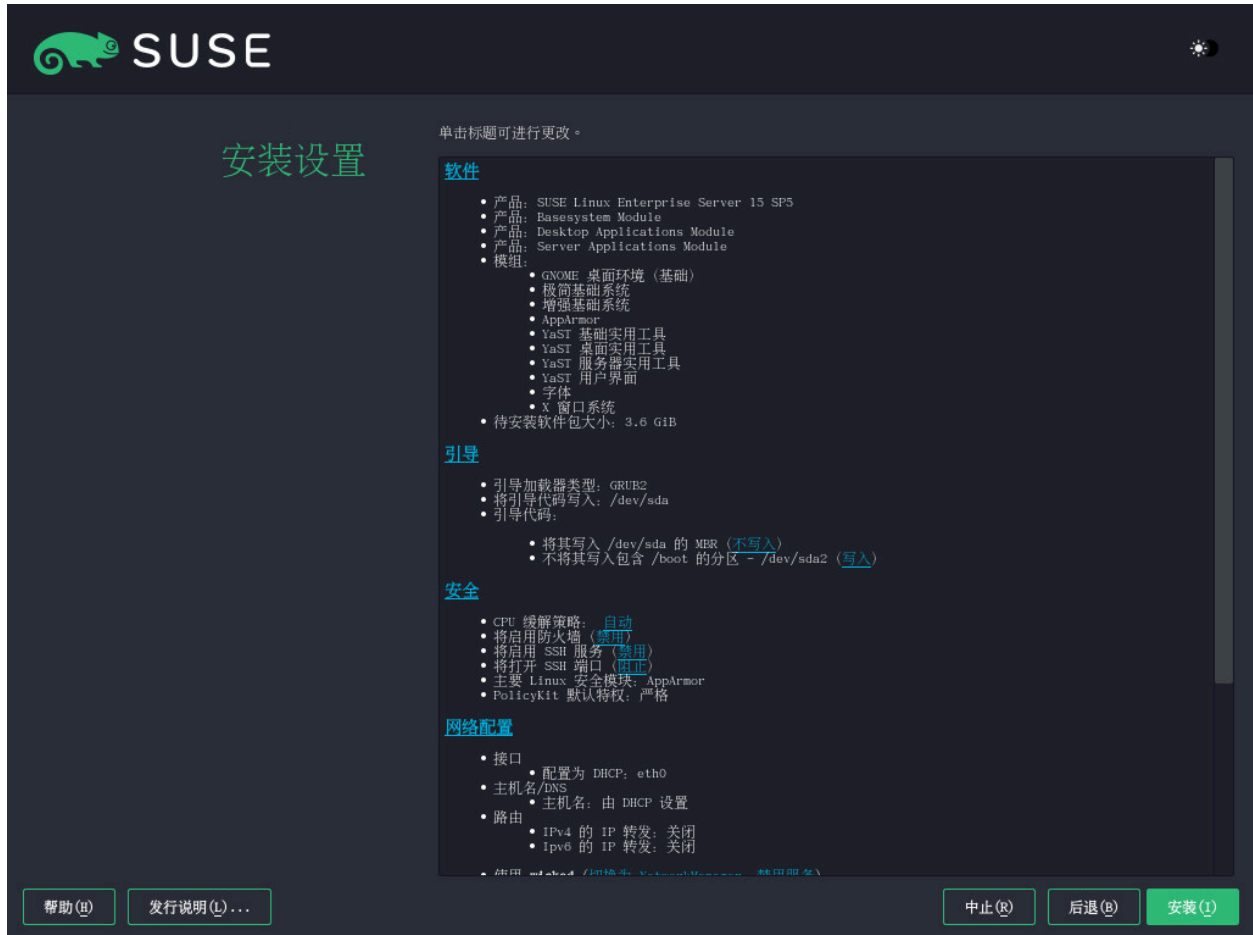 SUSE
安装设置
单击标题可进行更改。
软件
产品: SUSE Linux Enterprise Server 15 SP5
产品: Basesystem Module
产品: Desktop Applications Module
产品: Server Applications Module
模组:
GNOME 桌面环境 (基础)
极简基础系统
增强基础系统
AppArmor
YaST 基础实用工具
YaST 桌面实用工具
YaST 服务器实用工具
YaST 用户界面
字体
X 窗口系统
待安装软件包大小: 3.6 GiB
引导
引导加载器类型: GRUB2
将引导代码写入: /dev/sda
引导代码:
将其写入 /dev/sda 的 MBR (不写入)
不将其写入包含 /boot 的分区 - /dev/sda2 (写入)
安全
CPU 缓解策略: 自动
将启用防火墙 (禁用)
将启用 SSH 服务 (禁用)
将打开 SSH 端口 (阻止)
主要 Linux 安全模块: AppArmor
PolicyKit 默认特权: 严格
网络配置
接口
配置为 DHCP: eth0
主机名/DNS
主机名: 由 DHCP 设置
路由
IPv4 的 IP 转发: 关闭
Ipv6 的 IP 转发: 关闭
使用 wicked (切换为 NetworkManager, 禁用服务)
帮助(H)
发行说明(L)...
中止(R)
后退(B)
安装(I)